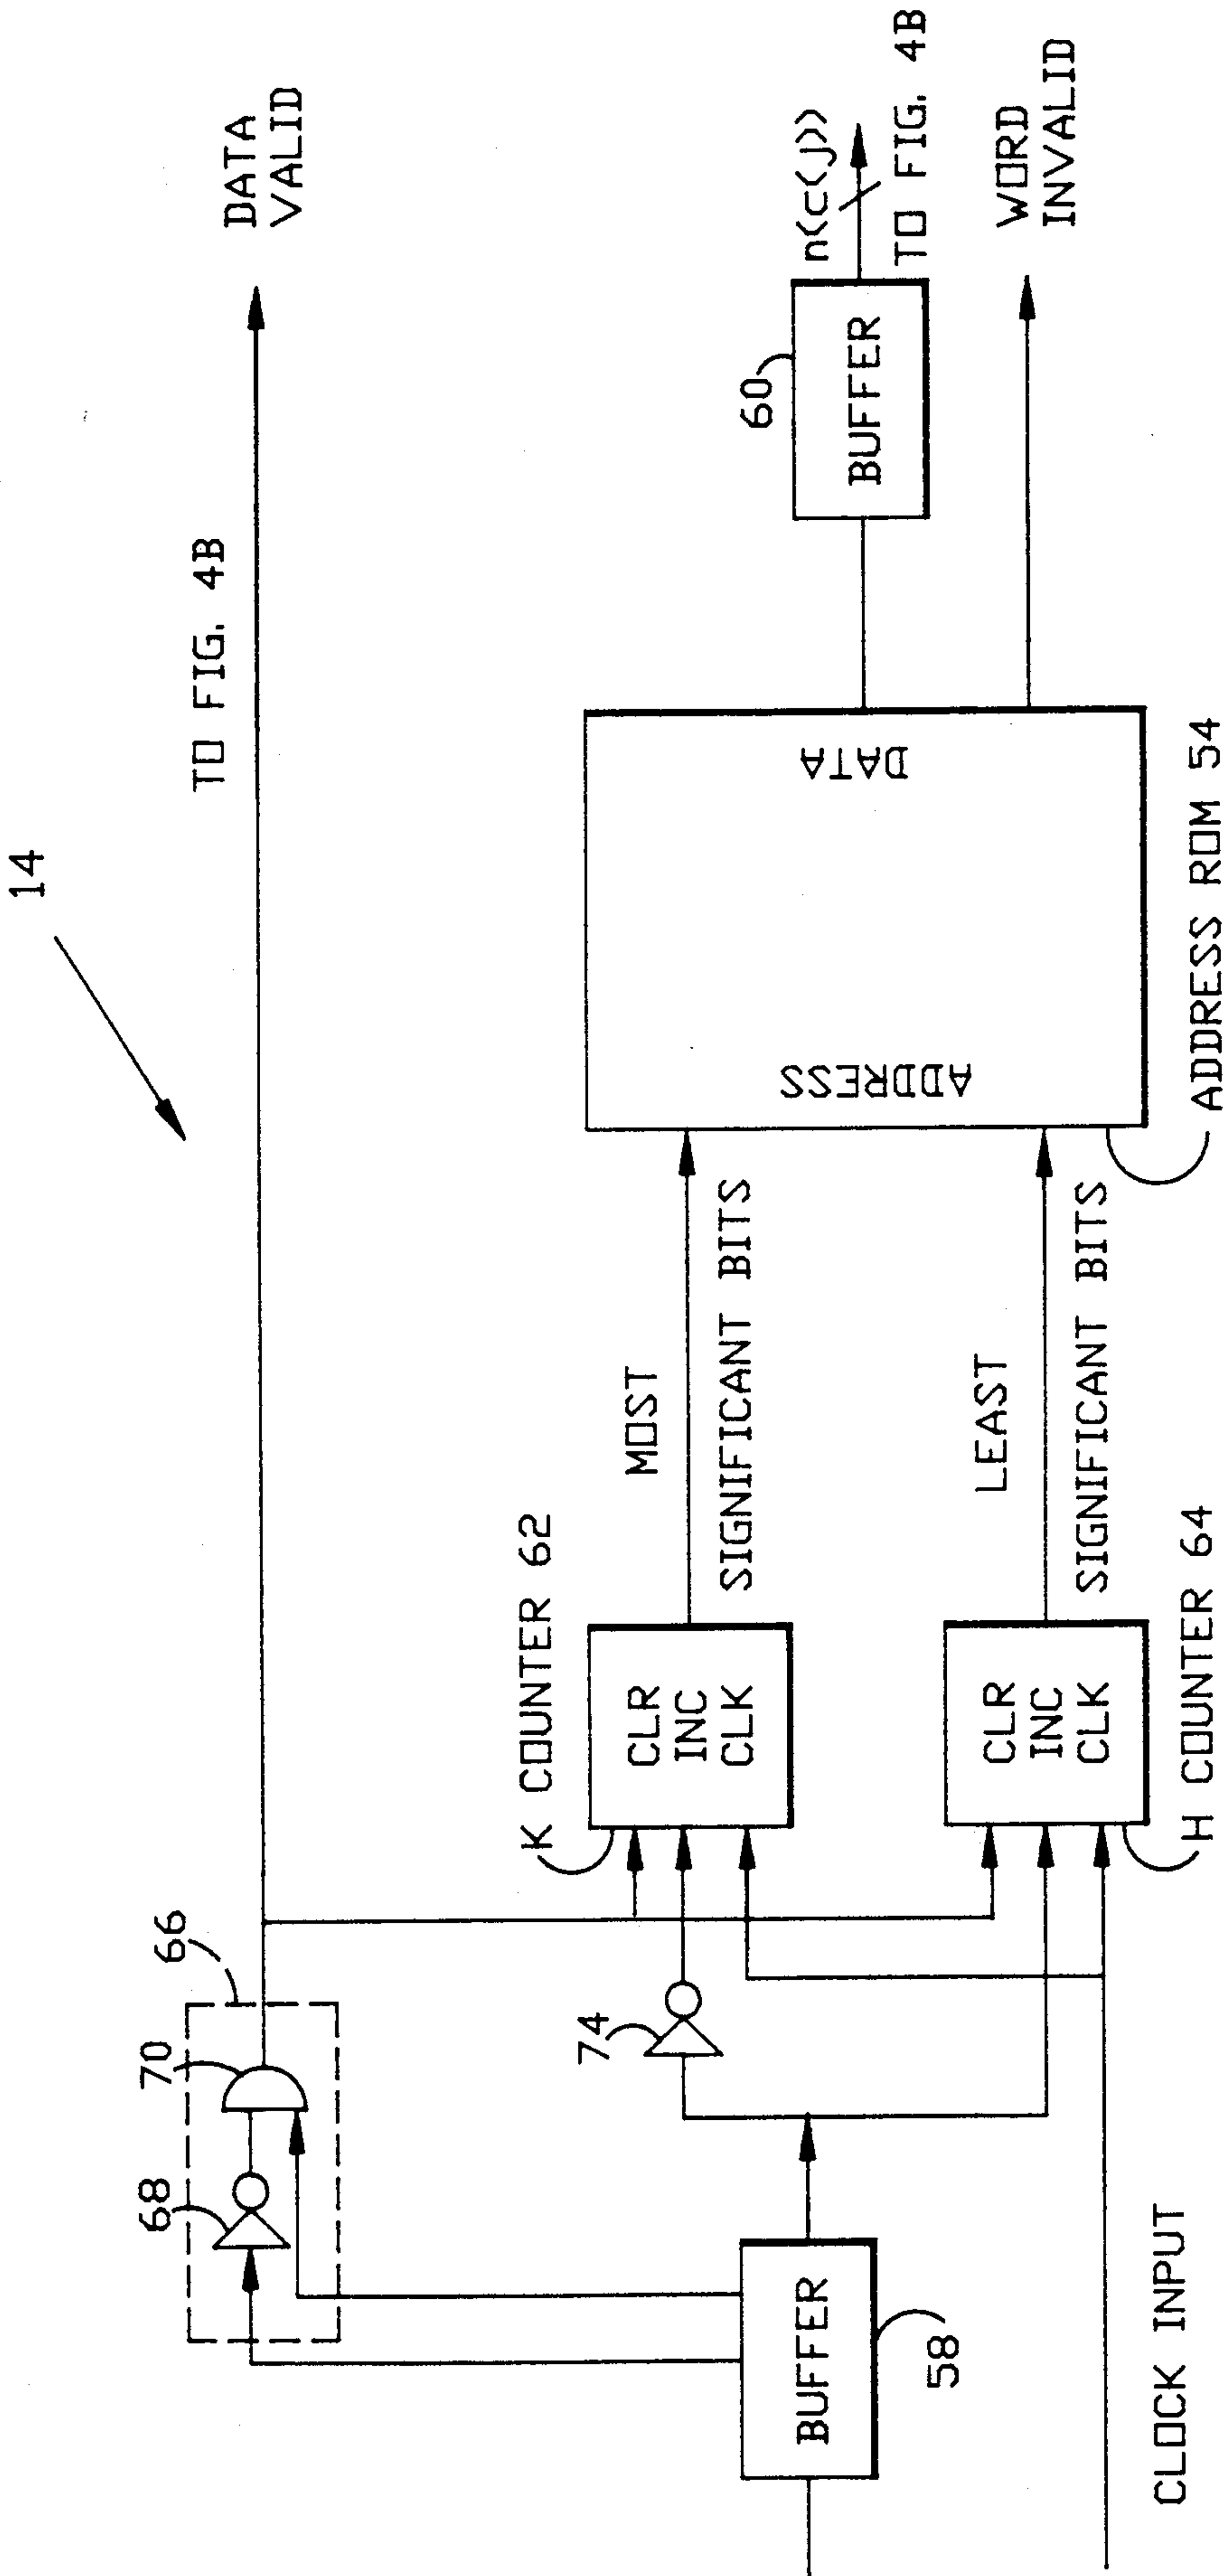 14
TO FIG. 4B
DATA
VALID
66
70
68
K COUNTER 62
CLR
INC
CLK
MOST
SIGNIFICANT BITS
74
ADDRESS
DATA
60
BUFFER
n(c(j))
TO FIG. 4B
WORD
INVALID
BUFFER
58
CLR
INC
CLK
LEAST
SIGNIFICANT BITS
H COUNTER 64
ADDRESS ROM 54
CLOCK INPUT